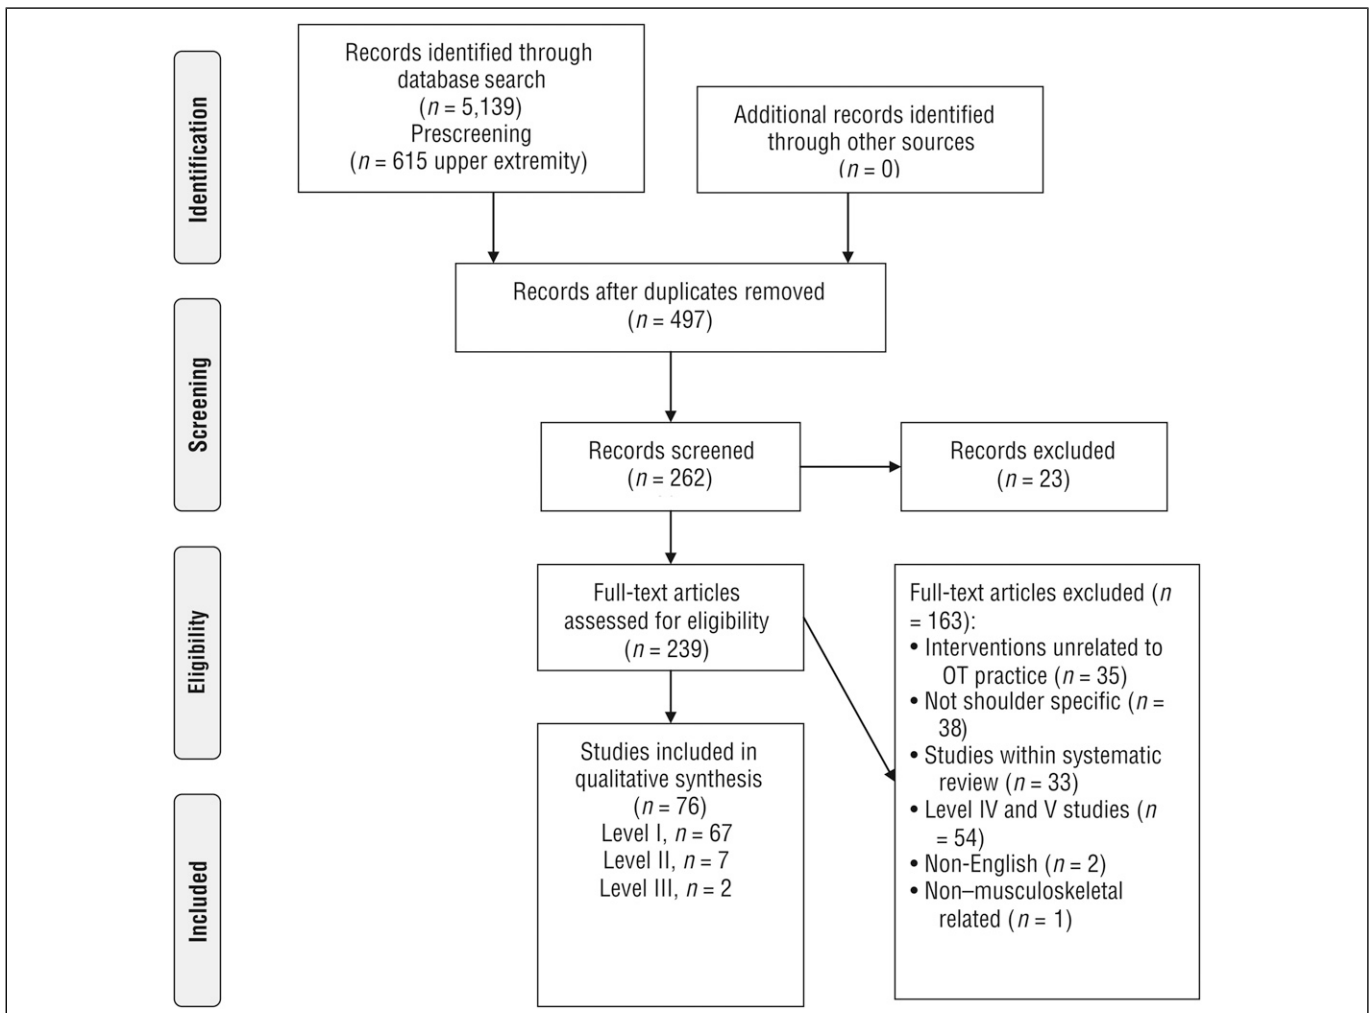 Identification
Records identified through
database search
(n = 5,139)
Prescreening
(n = 615 upper extremity)
Additional records identified
through other sources
(n = 0)
Records after duplicates removed
(n = 497)
Screening
Records screened
(n = 262)
Records excluded
(n = 23)
Eligibility
Full-text articles
assessed for eligibility
(n = 239)
Full-text articles excluded (n
= 163):
• Interventions unrelated to
OT practice (n = 35)
• Not shoulder specific (n =
38)
• Studies within systematic
review (n = 33)
• Level IV and V studies (n
= 54)
• Non-English (n = 2)
• Non–musculoskeletal
related (n = 1)
Included
Studies included in
qualitative synthesis
(n = 76)
Level I, n = 67
Level II, n = 7
Level III, n = 2